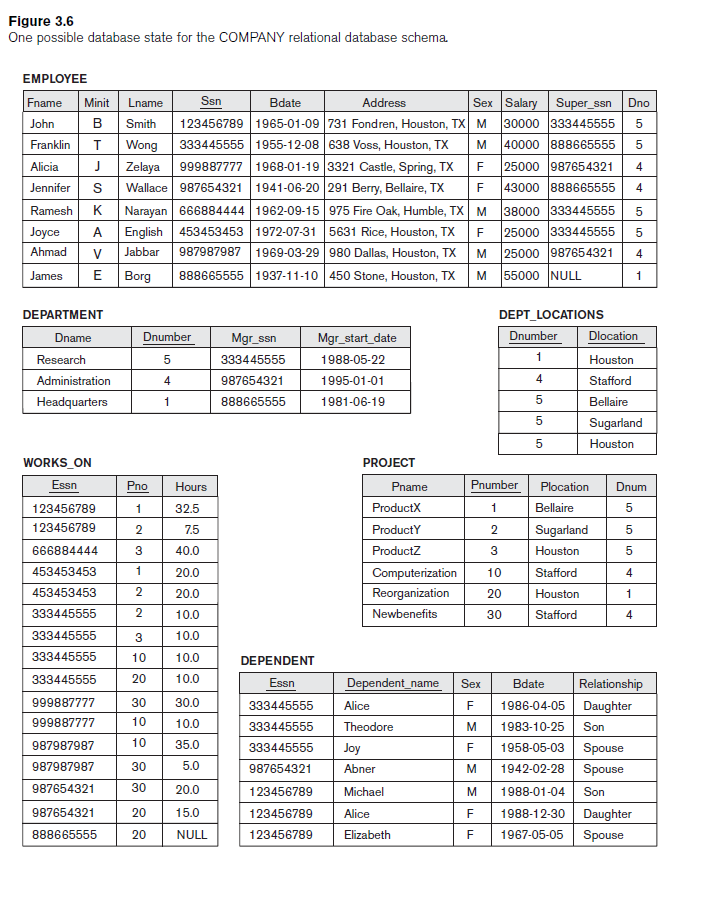 Figure 3.6
One possible database state for the COMPANY relational database schema.
EMPLOYEE
Fname Minit Lname Ssn Bdate Address Sex Salary Super_ssn Dno
John B Smith 123456789 1965-01-09 731 Fondren, Houston, TX M 30000 333445555 5
Franklin T Wong 333445555 1955-12-08 638 Voss, Houston, TX M 40000 888665555 5
Alicia J Zelaya 999887777 1968-01-19 3321 Castle, Spring, TX F 25000 987654321 4
Jennifer S Wallace 987654321 1941-06-20 291 Berry, Bellaire, TX F 43000 888665555 4
Ramesh K Narayan 666884444 1962-09-15 975 Fire Oak, Humble, TX M 38000 333445555 5
Joyce A English 453453453 1972-07-31 5631 Rice, Houston, TX F 25000 333445555 5
Ahmad V Jabbar 987987987 1969-03-29 980 Dallas, Houston, TX M 25000 987654321 4
James E Borg 888665555 1937-11-10 450 Stone, Houston, TX M 55000 NULL 1
DEPARTMENT
Dname Dnumber Mgr_ssn Mgr_start_date
Research 5 333445555 1988-05-22
Administration 4 987654321 1995-01-01
Headquarters 1 888665555 1981-06-19
DEPT_LOCATIONS
Dnumber Dlocation
1 Houston
4 Stafford
5 Bellaire
5 Sugarland
5 Houston
WORKS_ON
Essn Pno Hours
123456789 1 32.5
123456789 2 7.5
666884444 3 40.0
453453453 1 20.0
453453453 2 20.0
333445555 2 10.0
333445555 3 10.0
333445555 10 10.0
333445555 20 10.0
999887777 30 30.0
999887777 10 10.0
987987987 10 35.0
987987987 30 5.0
987654321 30 20.0
987654321 20 15.0
888665555 20 NULL
PROJECT
Pname Pnumber Plocation Dnum
ProductX 1 Bellaire 5
ProductY 2 Sugarland 5
ProductZ 3 Houston 5
Computerization 10 Stafford 4
Reorganization 20 Houston 1
Newbenefits 30 Stafford 4
DEPENDENT
Essn Dependent_name Sex Bdate Relationship
333445555 Alice F 1986-04-05 Daughter
333445555 Theodore M 1983-10-25 Son
333445555 Joy F 1958-05-03 Spouse
987654321 Abner M 1942-02-28 Spouse
123456789 Michael M 1988-01-04 Son
123456789 Alice F 1988-12-30 Daughter
123456789 Elizabeth F 1967-05-05 Spouse